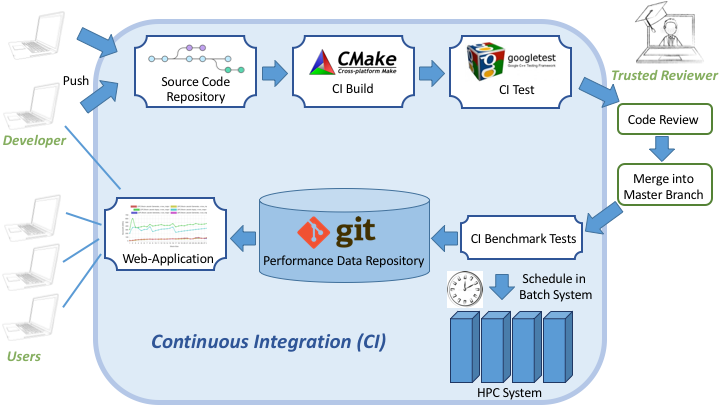 Push
Developer
Source Code
Repository
CMake
Cross-platform Make
CI Build
googletest
Google C++ Testing Framework
CI Test
Trusted Reviewer
Code Review
Merge into
Master Branch
CI Benchmark Tests
git
Performance Data Repository
Web-Application
Users
Schedule in
Batch System
HPC System
Continuous Integration (CI)